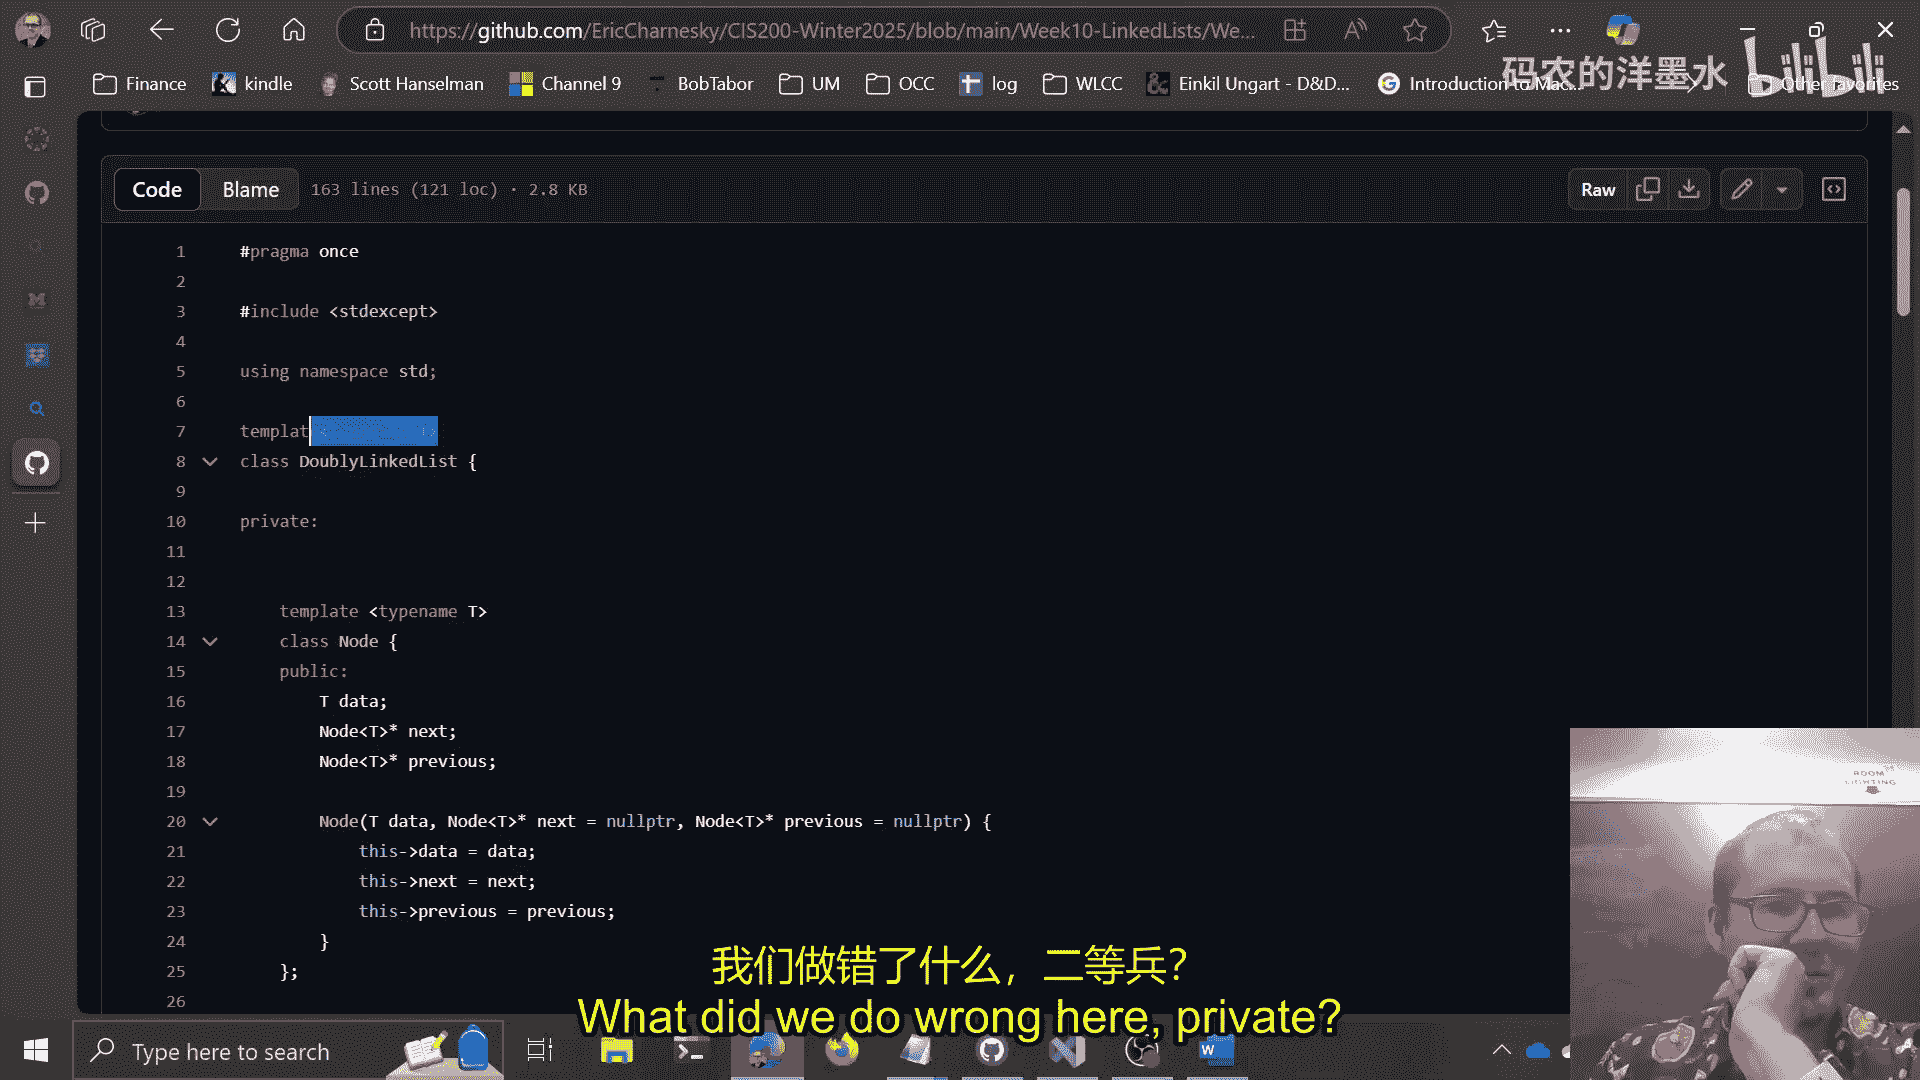 https://github.com/EricCharnesky/CIS200-Winter2025/blob/main/Week10-LinkedLists/We...
码农的洋墨水
bilibili
Finance
kindle
Scott Hanselman
Channel 9
BobTabor
UM
OCC
log
WLCC
Einkil Ungart - D&D...
Introduction to Mac...
Other favorites
Code
Blame
163 lines (121 loc) · 2.8 KB
Raw
1 #pragma once
2
3 #include <stdexcept>
4
5 using namespace std;
6
7 templat
8 class DoublyLinkedList {
9
10 private:
11
12
13 template <typename T>
14 class Node {
15 public:
16 T data;
17 Node<T>* next;
18 Node<T>* previous;
19
20 Node(T data, Node<T>* next = nullptr, Node<T>* previous = nullptr) {
21 this->data = data;
22 this->next = next;
23 this->previous = previous;
24 }
25 };
26
ROOM
LIGHTING
我们做错了什么，二等兵？
What did we do wrong here, private?
Type here to search